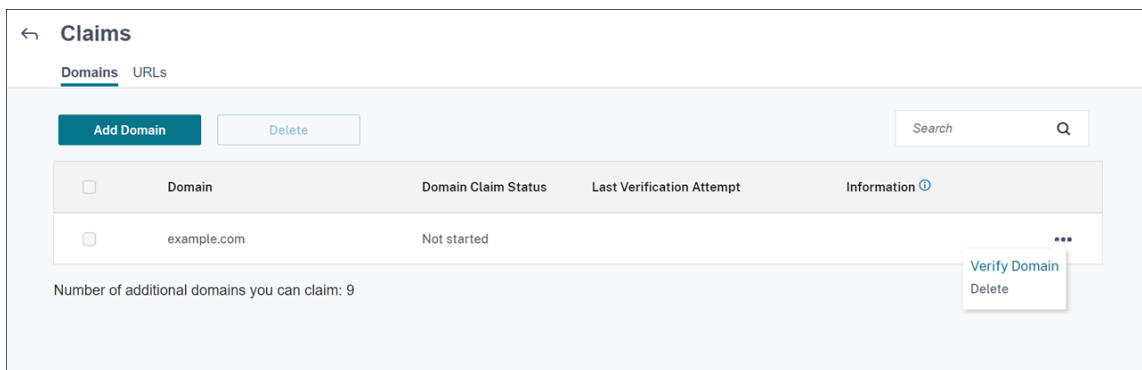 Claims
Domains URLs
Add Domain Delete Search
Domain Domain Claim Status Last Verification Attempt Information
example.com Not started
Verify Domain
Delete
Number of additional domains you can claim: 9